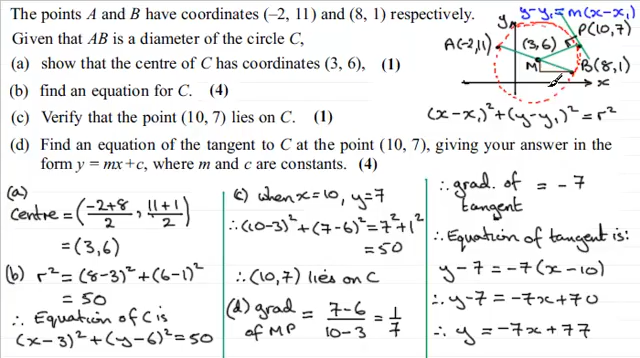 The points A and B have coordinates (–2, 11) and (8, 1) respectively.
Given that AB is a diameter of the circle C,
(a) show that the centre of C has coordinates (3, 6), (1)
(b) find an equation for C. (4)
(c) Verify that the point (10, 7) lies on C. (1)
(d) Find an equation of the tangent to C at the point (10, 7), giving your answer in the
form y = mx+c, where m and c are constants. (4)
y
y-y₁=m(x-x₁)
P(10,7)
A(-2,11)
(3,6)
M
B(8,1)
x
(x-x₁)²+(y-y₁)²=r²
(a)
Centre = (-2+8/2, 11+1/2)
= (3,6)
(b) r² = (8-3)²+(6-1)²
= 50
∴ Equation of C is
(x-3)²+(y-6)²=50
(c) when x=10, y=7
∴ (10-3)²+(7-6)²=7²+1²
= 50
∴ (10,7) lies on C
(d) grad of MP = 7-6/10-3 = 1/7
∴ grad. of tangent = -7
∴ Equation of tangent is:
y-7 = -7(x-10)
∴ y-7 = -7x+70
∴ y = -7x+77